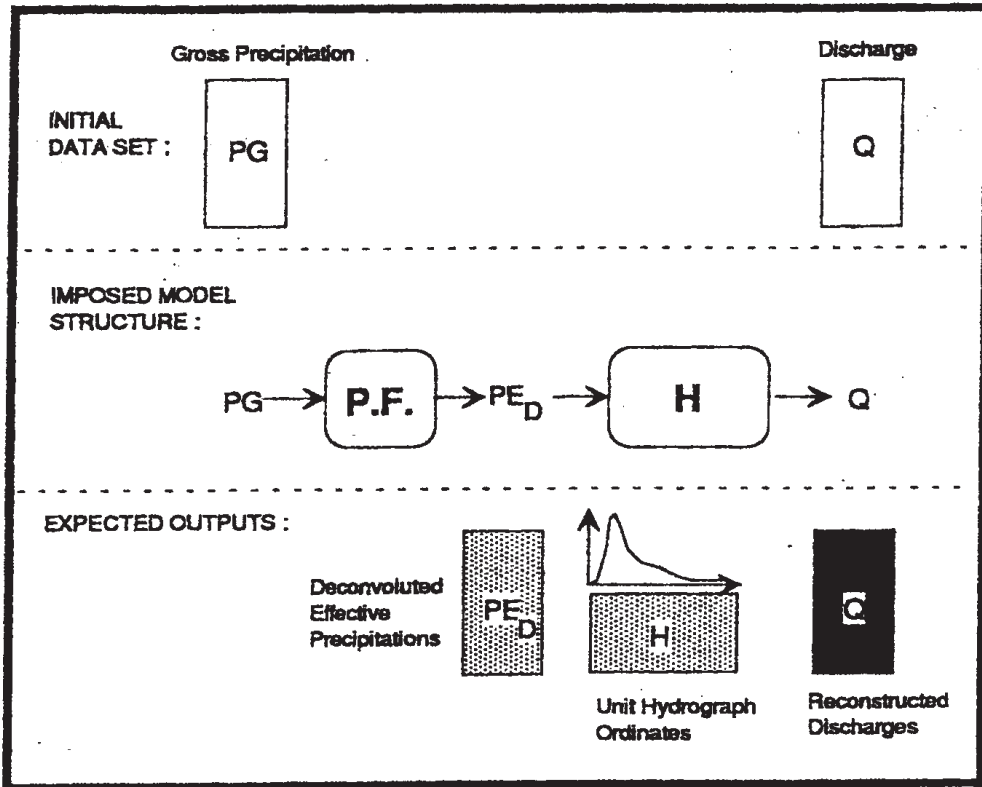 Gross Precipitation
Discharge
INITIAL
DATA SET :
PG
Q
IMPOSED MODEL
STRUCTURE :
PG
P.F.
PE D
H
Q
EXPECTED OUTPUTS :
Deconvoluted
Effective
Precipitations
PE D
H
Q
Unit Hydrograph
Ordinates
Reconstructed
Discharges